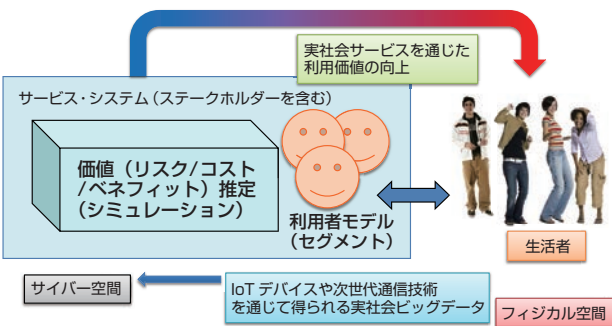 実社会サービスを通じた
利用価値の向上
サービス・システム（ステークホルダーを含む）
価値（リスク/コスト
/ベネフィット）推定
（シミュレーション）
利用者モデル
（セグメント）
生活者
サイバー空間
IoT デバイスや次世代通信技術
を通じて得られる実社会ビッグデータ
フィジカル空間